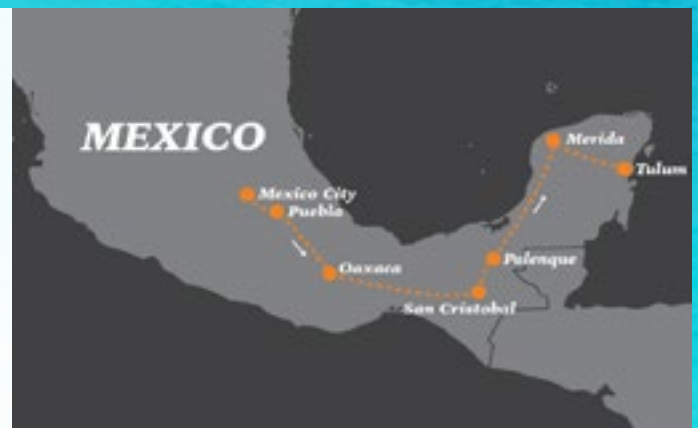 MEXICO
Mexico City
Puebla
Oaxaca
San Cristobal
Palenque
Merida
Tulum